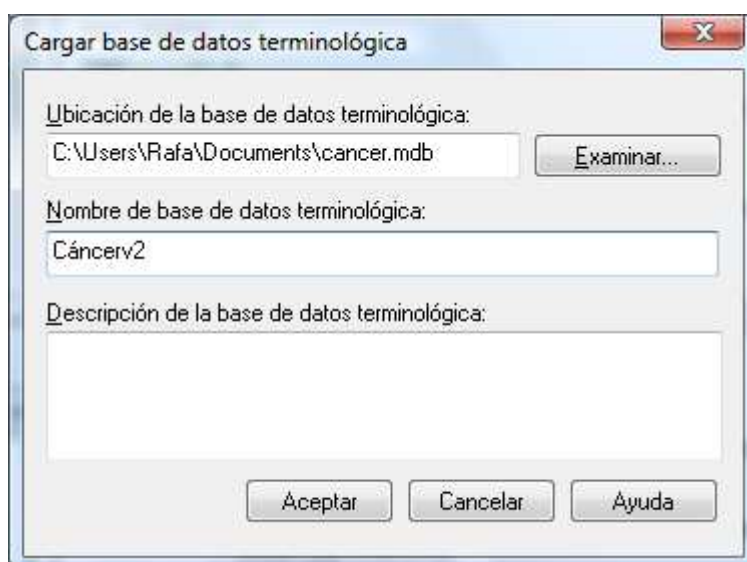 Cargar base de datos terminológica
Ubicación de la base de datos terminológica:
C:\Users\Rafa\Documents\cancer.mdb
Examinar...
Nombre de base de datos terminológica:
Cáncerv2
Descripción de la base de datos terminológica:
Aceptar Cancelar Ayuda